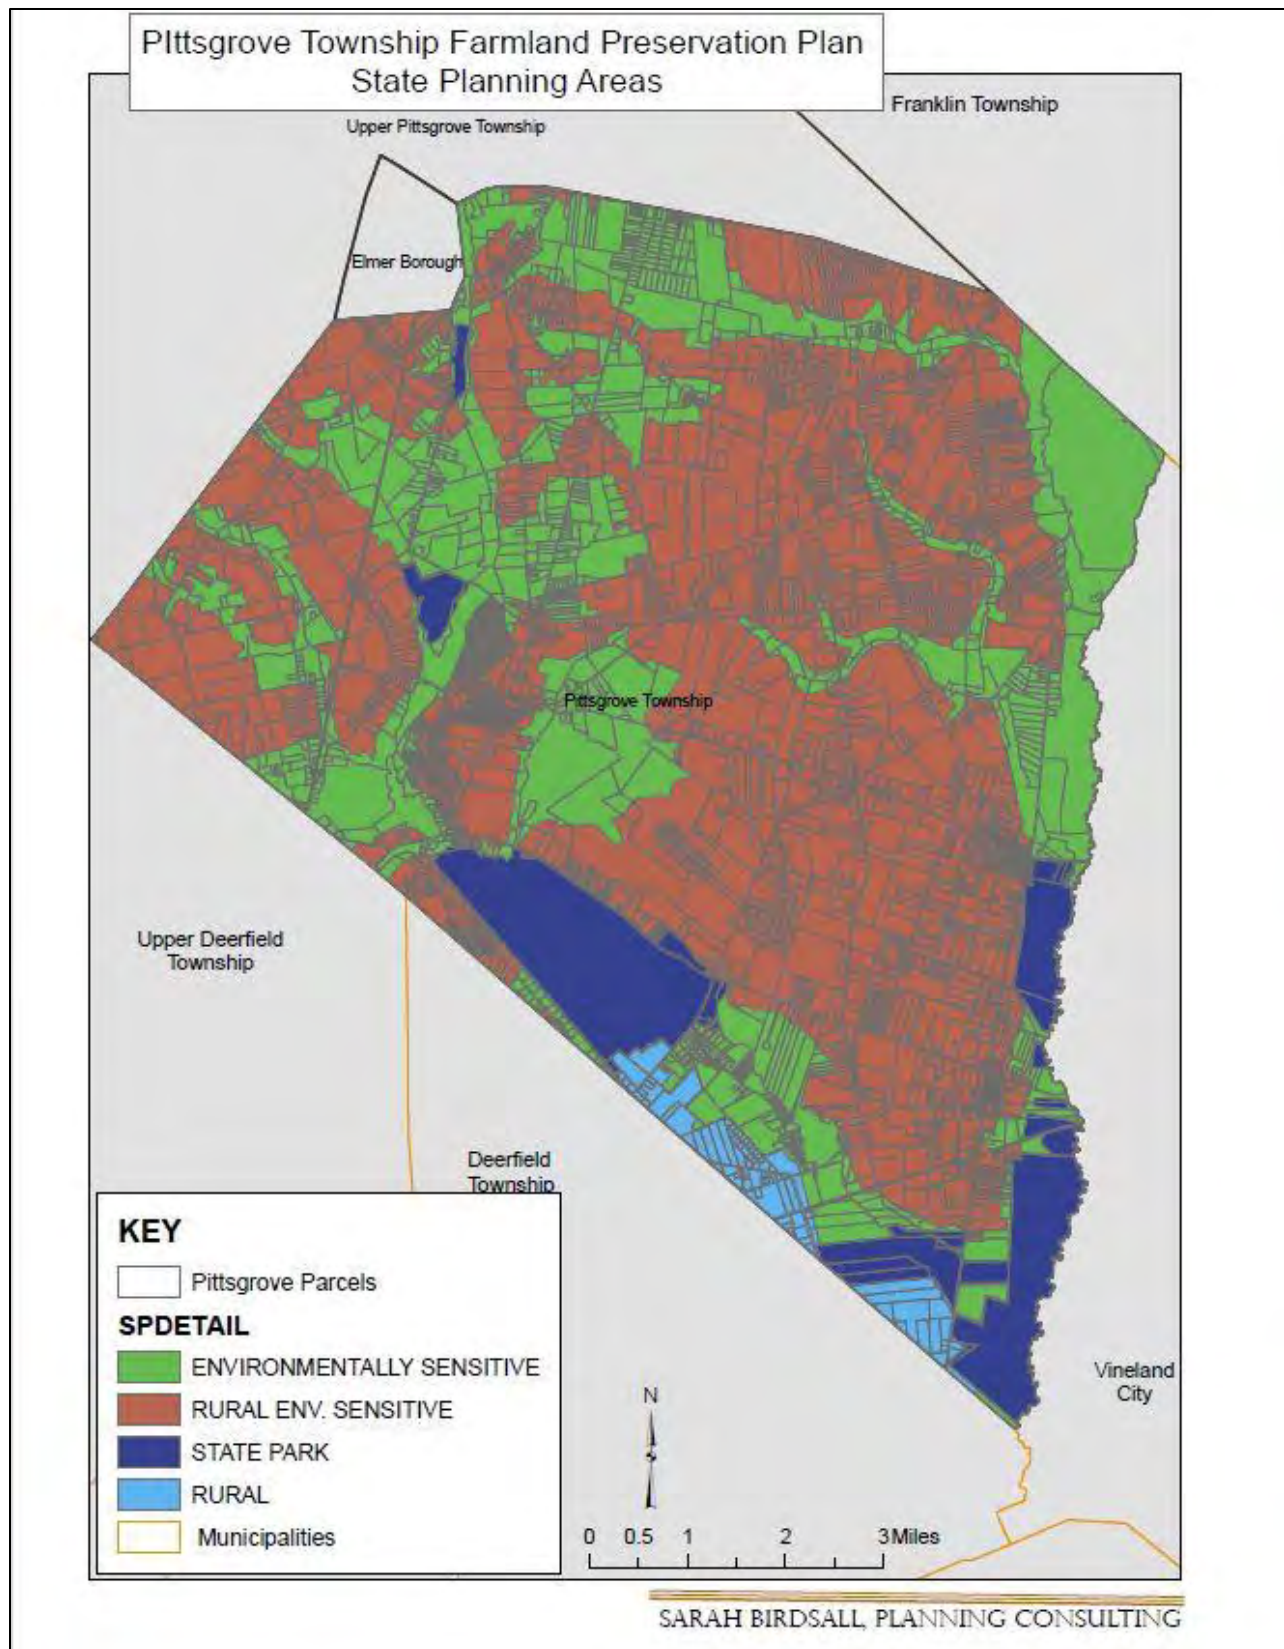 PIttsgrove Township Farmland Preservation Plan
State Planning Areas
Franklin Township
Upper Pittsgrove Township
Elmer Borough
Pittsgrove Township
Upper Deerfield
Township
Deerfield
Township
KEY
Pittsgrove Parcels
SPDETAIL
ENVIRONMENTALLY SENSITIVE
RURAL ENV. SENSITIVE
STATE PARK
RURAL
Municipalities
Vineland
City
N
0 0.5 1 2 3 Miles
SARAH BIRDSALL, PLANNING CONSULTING